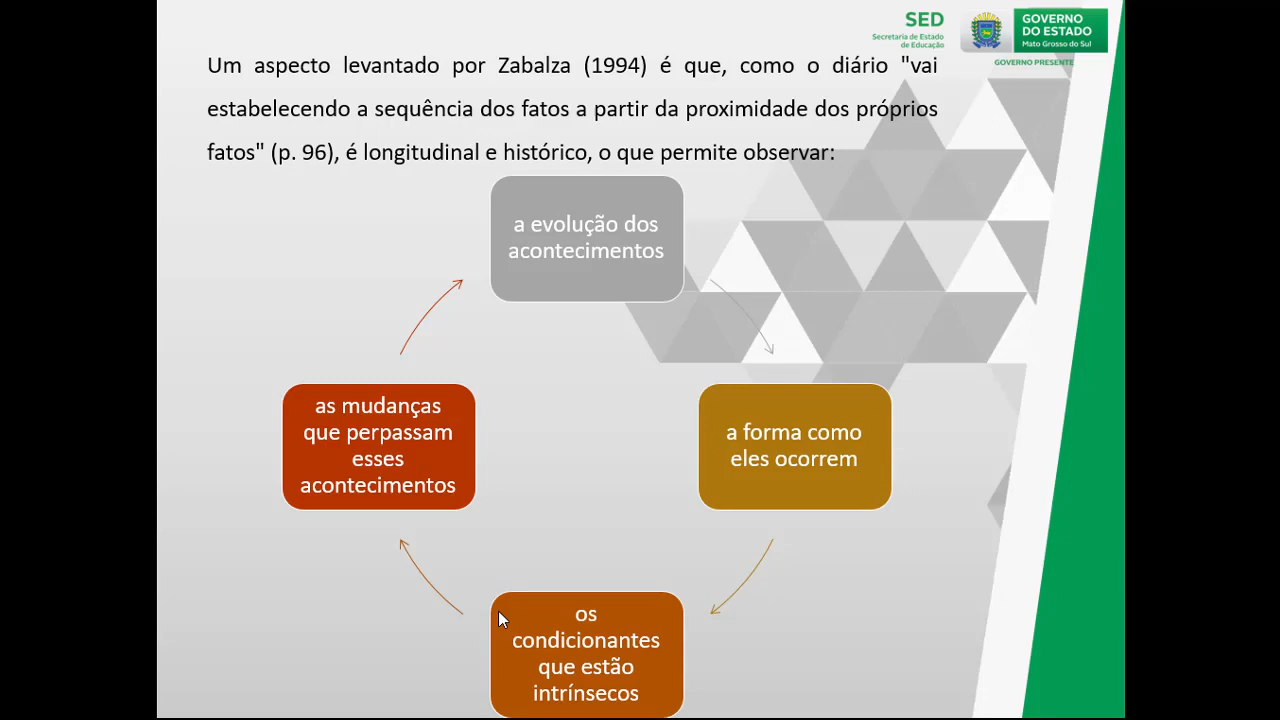 SED
Secretaria de Estado
de Educação
GOVERNO
DO ESTADO
Mato Grosso do Sul
GOVERNO PRESENTE
Um aspecto levantado por Zabalza (1994) é que, como o diário "vai
estabelecendo a sequência dos fatos a partir da proximidade dos próprios
fatos" (p. 96), é longitudinal e histórico, o que permite observar:
a evolução dos
acontecimentos
a forma como
eles ocorrem
os
condicionantes
que estão
intrínsecos
as mudanças
que perpassam
esses
acontecimentos